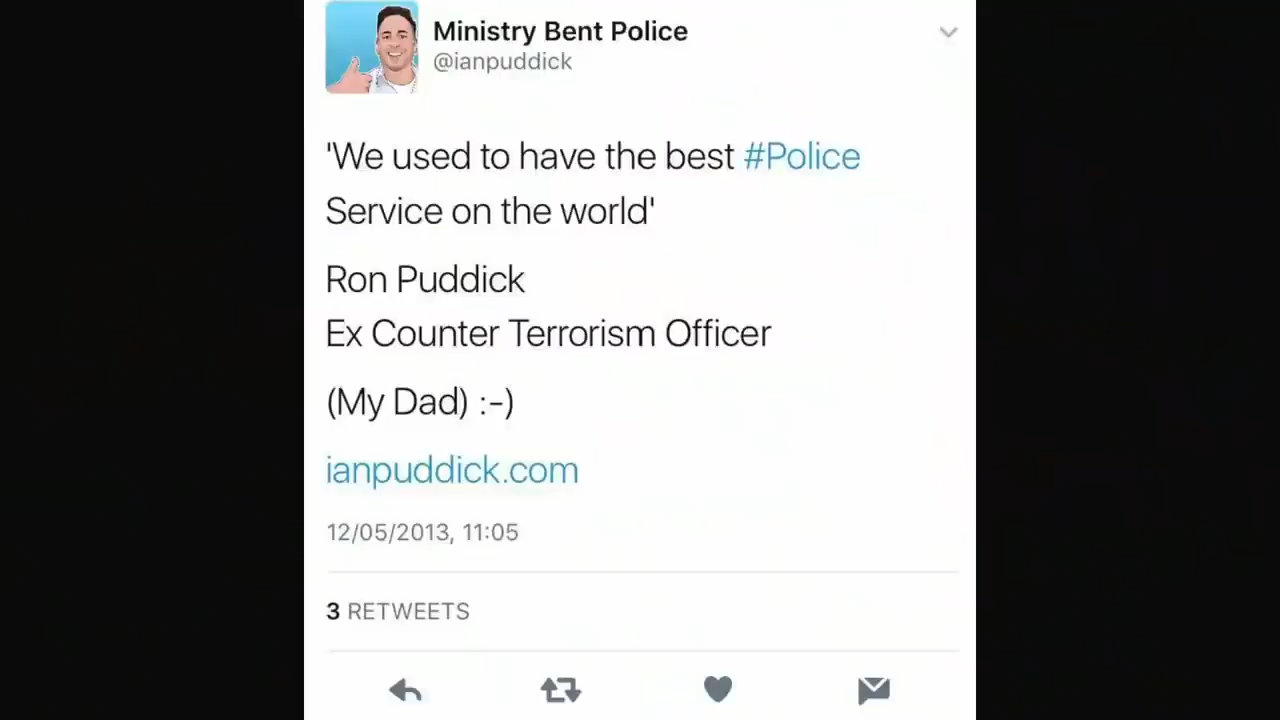 Ministry Bent Police
@ianpuddick
'We used to have the best #Police
Service on the world'
Ron Puddick
Ex Counter Terrorism Officer
(My Dad) :-)
ianpuddick.com
12/05/2013, 11:05
3 RETWEETS